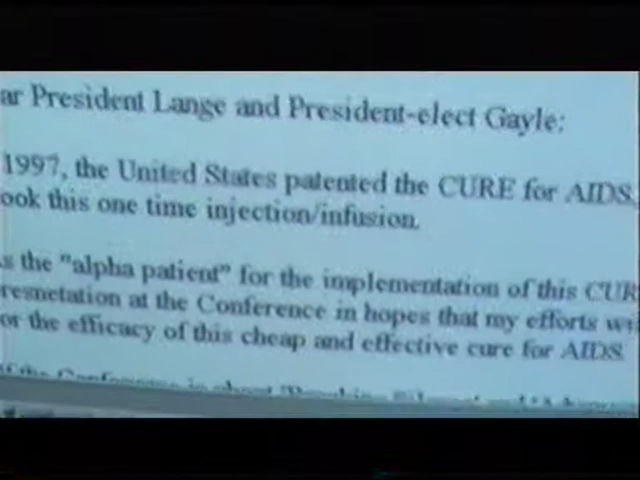 ar President Lange and President-elect Gayle:
1997, the United States patented the CURE for AIDS.
ook this one time injection/infusion.
s the "alpha patient" for the implementation of this CUR
resnetation at the Conference in hopes that my efforts wi
or the efficacy of this cheap and effective cure for AIDS